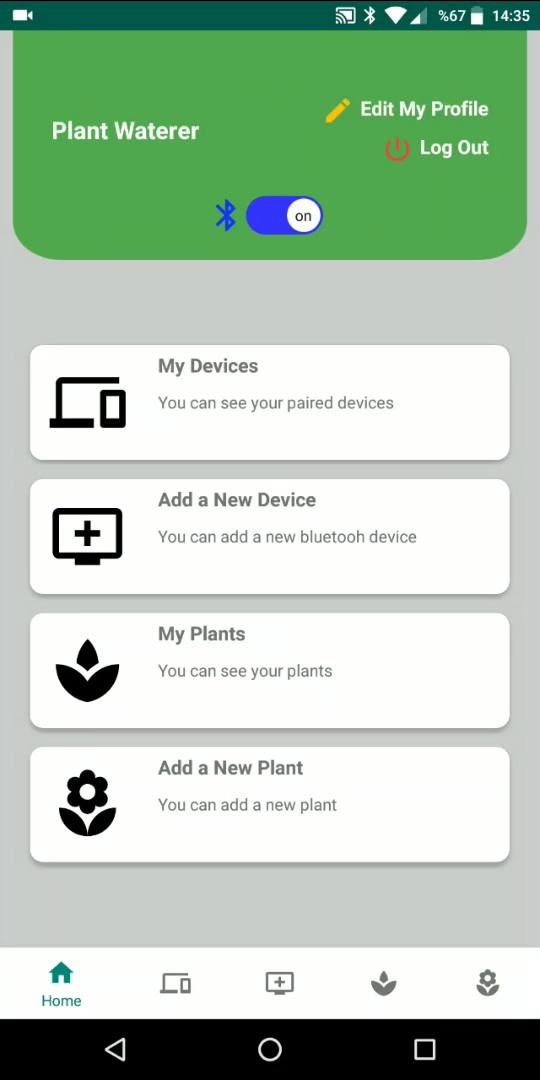 %67 14:35
Edit My Profile
Plant Waterer
Log Out
on
My Devices
You can see your paired devices
Add a New Device
You can add a new bluetooh device
My Plants
You can see your plants
Add a New Plant
You can add a new plant
Home